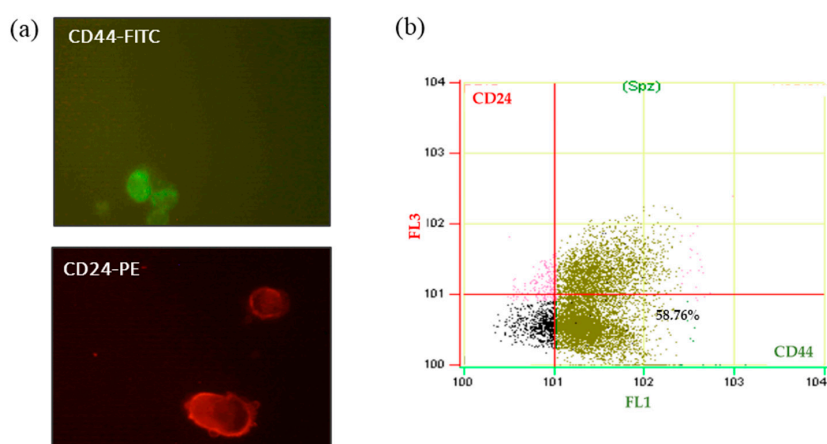 (a)
CD44-FITC
CD24-PE
(b)
(Spz)
104
CD24
103
102
FL3
101
58.76%
100
CD44
100 101 102 103 104
FL1